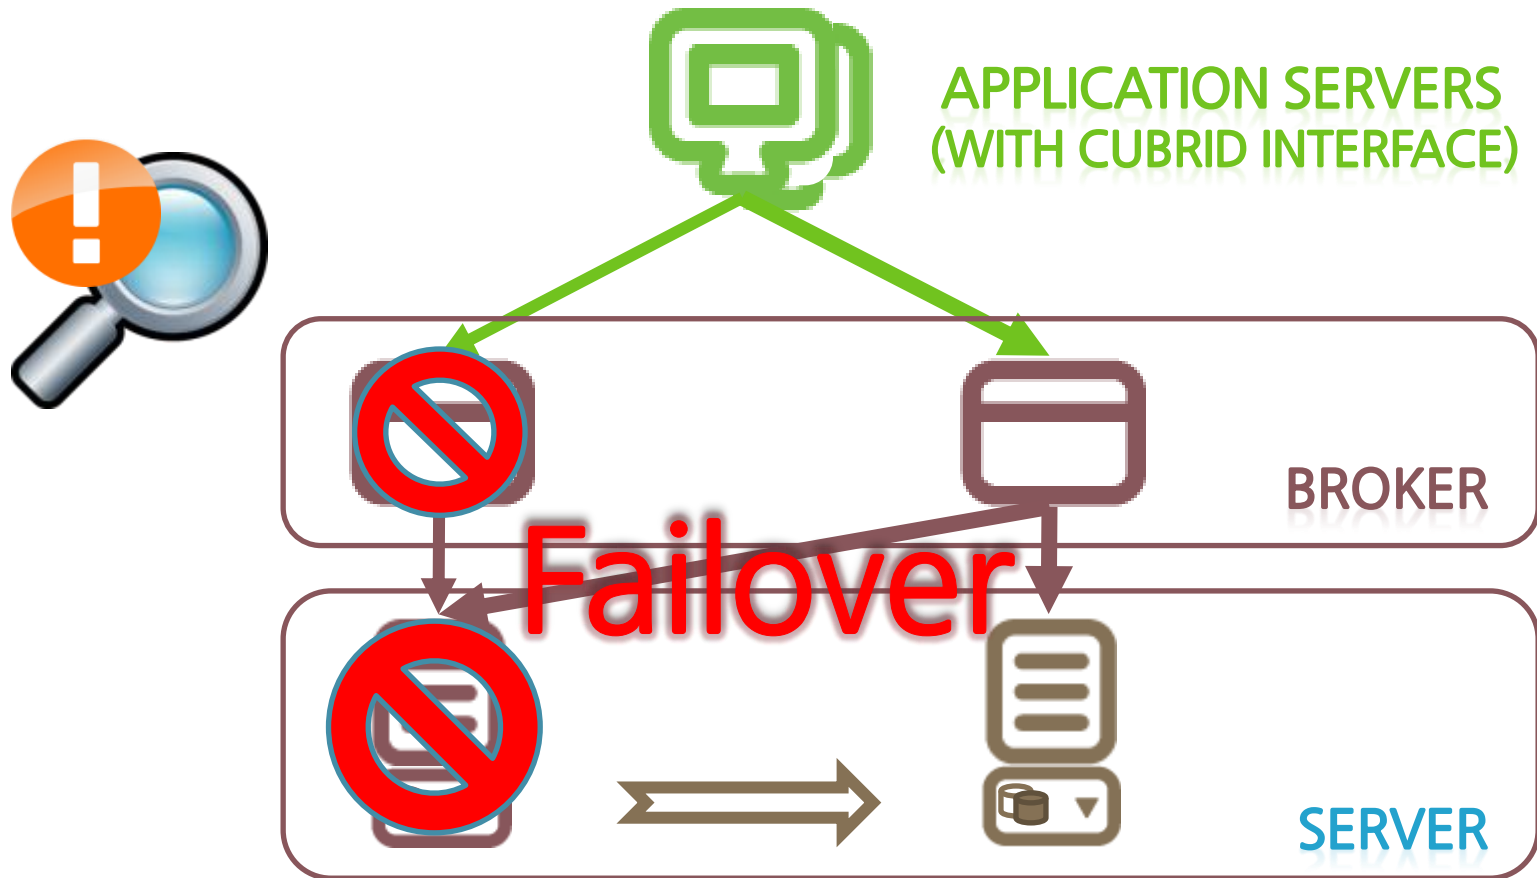 APPLICATION SERVERS
(WITH CUBRID INTERFACE)
BROKER
Failover
SERVER